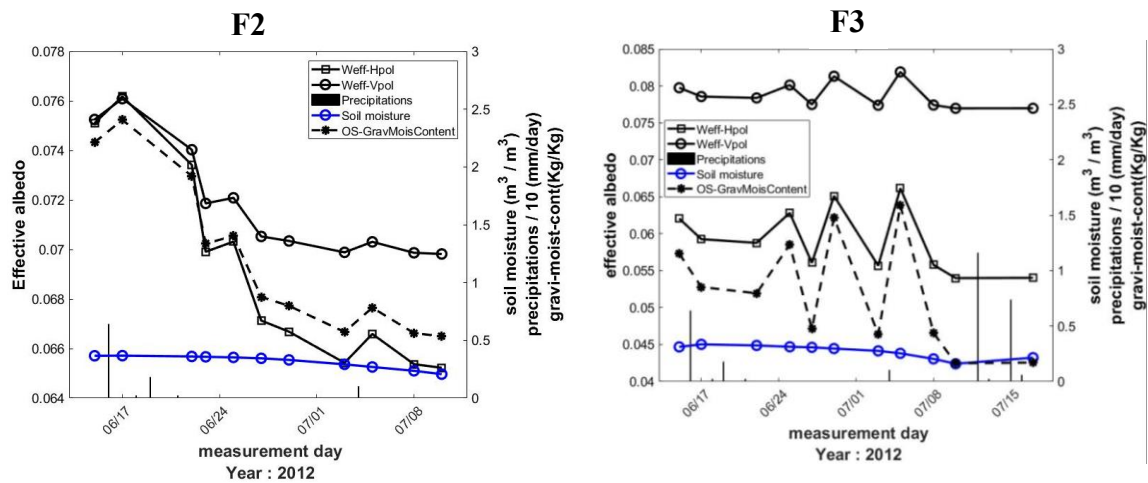 F2
0.078
0.076
0.074
0.072
0.07
0.068
0.066
0.064
Effective albedo
Weff-Hpol
Weff-Vpol
Precipitations
Soil moisture
OS-GravMoisContent
3
2.5
2
1.5
1
0.5
0
soil moisture (m³ / m³)
precipitations / 10 (mm/day)
gravi-moist-cont(Kg/Kg)
06/17
06/24
07/01
07/08
measurement day
Year : 2012
F3
0.085
0.08
0.075
0.07
0.065
0.06
0.055
0.05
0.045
0.04
effective albedo
Weff-Hpol
Weff-Vpol
Precipitations
Soil moisture
OS-GravMoisContent
3
2.5
2
1.5
1
0.5
0
soil moisture (m³ / m³)
precipitations / 10 (mm/day)
gravi-moist-cont(Kg/Kg)
06/17
06/24
07/01
07/08
07/15
measurement day
Year : 2012